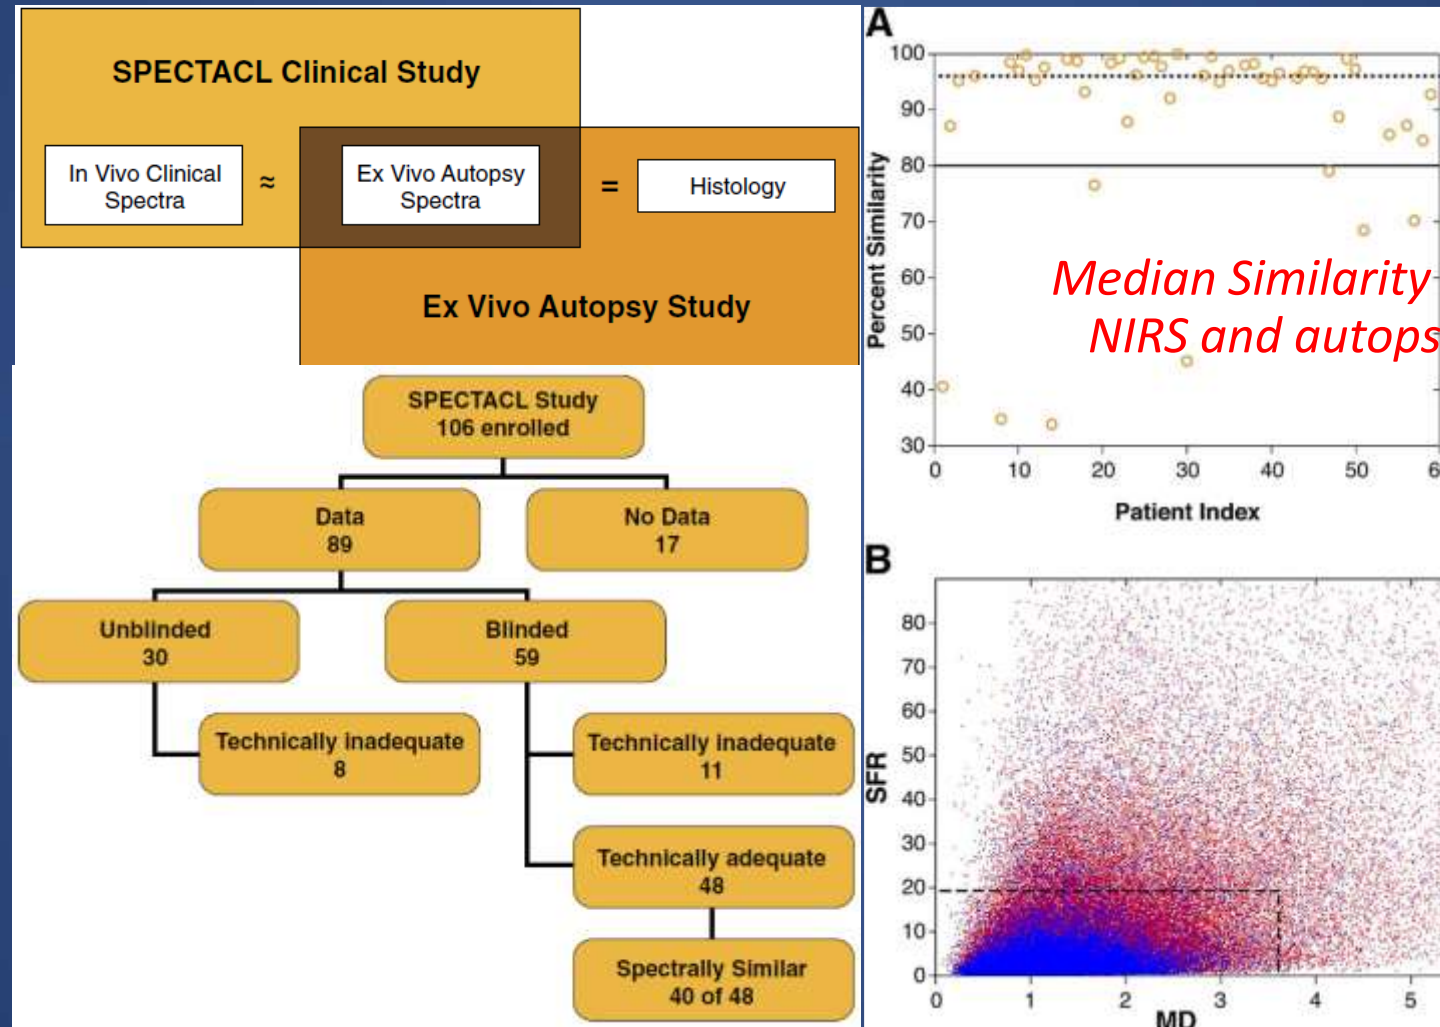 SPECTACL Clinical Study
In Vivo Clinical
Spectra
≈
Ex Vivo Autopsy
Spectra
=
Histology
Ex Vivo Autopsy Study
SPECTACL Study
106 enrolled
Data
89
No Data
17
Unblinded
30
Blinded
59
Technically inadequate
8
Technically inadequate
11
Technically adequate
48
Spectrally Similar
40 of 48
A
100
90
80
70
60
50
40
30
Percent Similarity
Median Similarity
NIRS and autops
0 10 20 30 40 50 6
Patient Index
B
80
70
60
50
40
30
20
10
0
SFR
0 1 2 3 4 5
MD